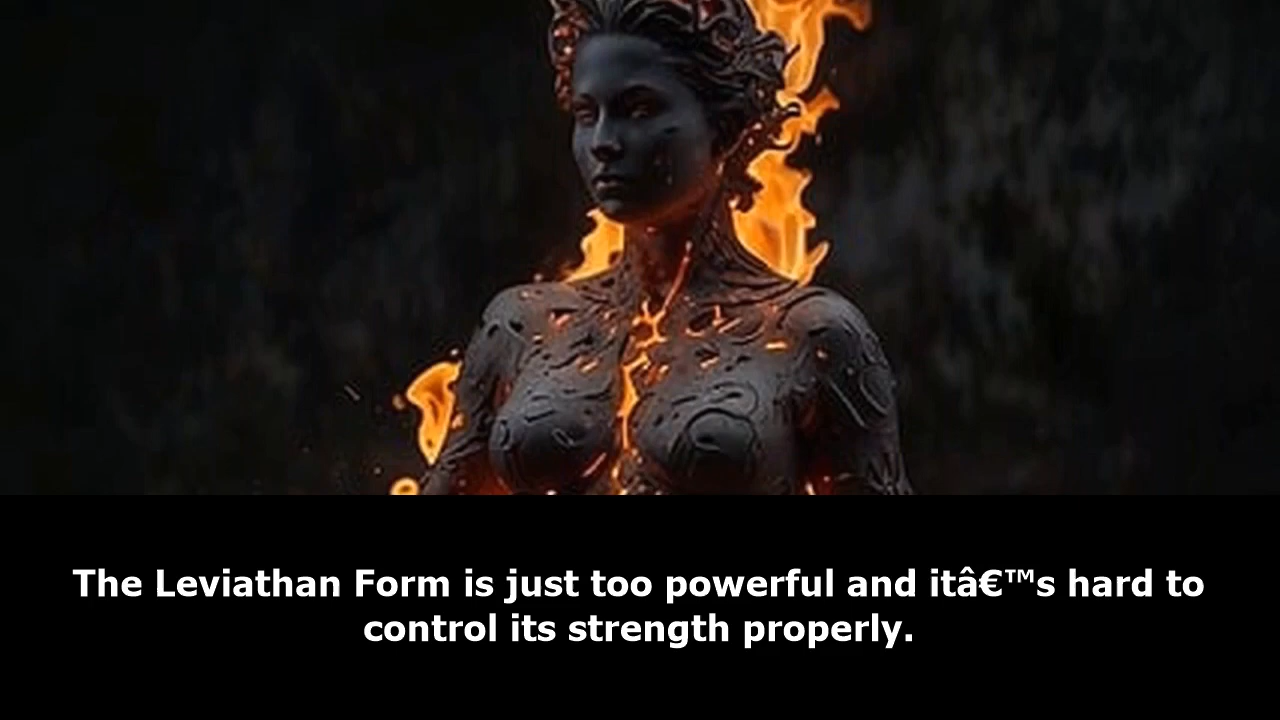 The Leviathan Form is just too powerful and itâ€™s hard to
control its strength properly.